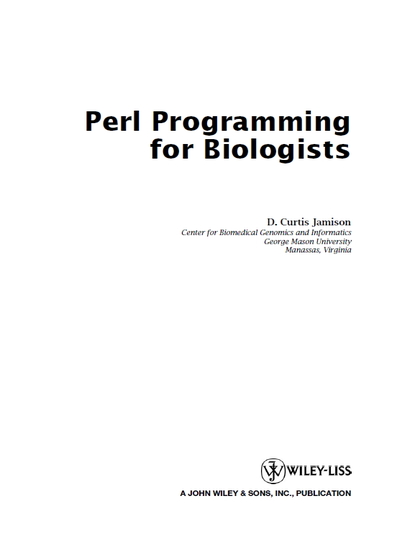 Perl Programming
for Biologists
D. Curtis Jamison
Center for Biomedical Genomics and Informatics
George Mason University
Manassas, Virginia
WILEY-LISS
A JOHN WILEY & SONS, INC., PUBLICATION